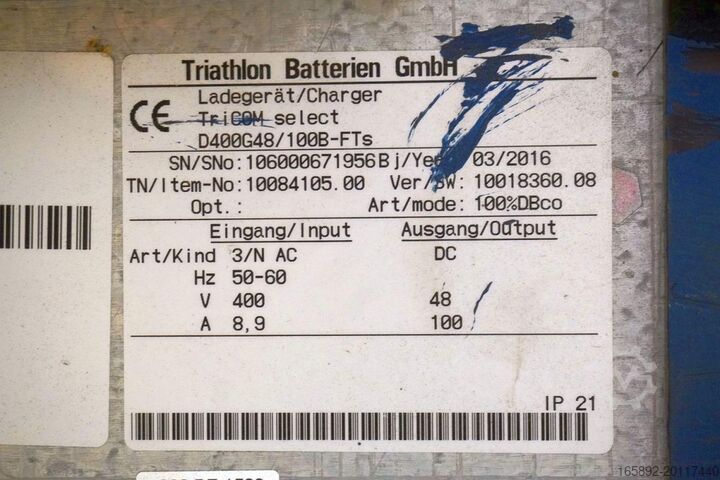 Triathlon Batterien GmbH
CE Ladegerät/Charger
TriCOM select
D400G48/100B-FTs
SN/SNo: 106000671956 Bj/Year 03/2016
TN/Item-No: 10084105.00 Ver/SW: 10018360.08
Opt.: Art/mode: 100%DBco
Eingang/Input Ausgang/Output
Art/Kind 3/N AC DC
Hz 50-60
V 400 48
A 8,9 100
IP 21
165892-20117440